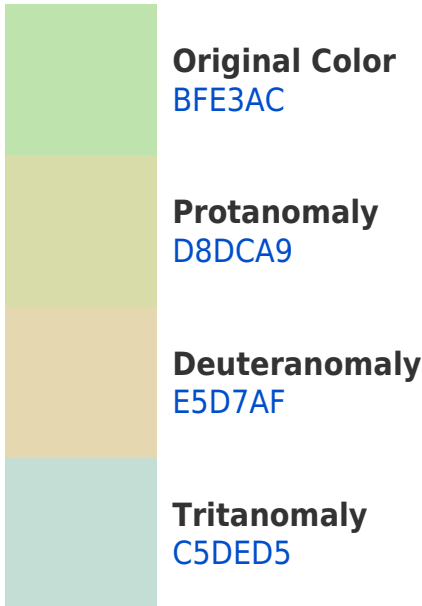 Original Color
BFE3AC
Protanomaly
D8DCA9
Deuteranomaly
E5D7AF
Tritanomaly
C5DED5